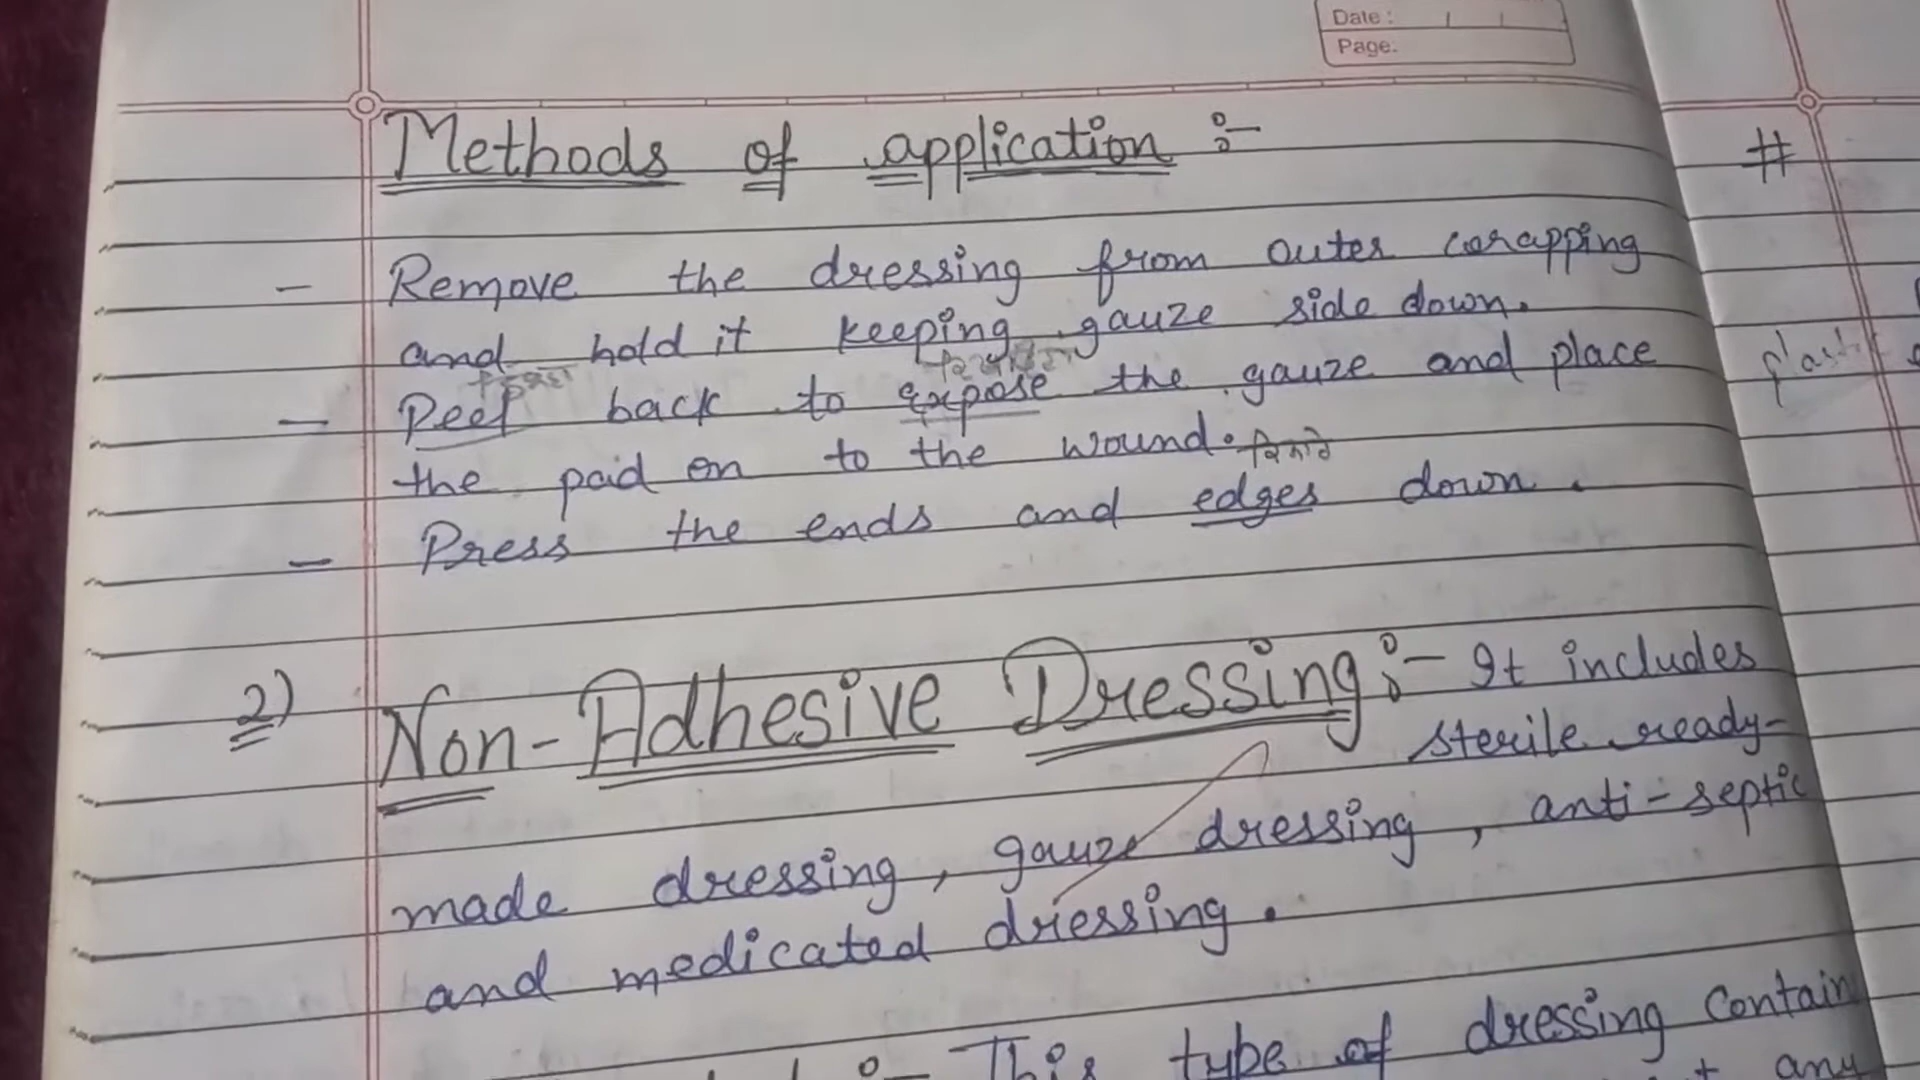 Date : / /
Page.
Methods of application :-
#
- Remove the dressing from outer wrapping
and hold it keeping gauze side down.
- Peel back to expose the gauze and place
the paid on to the wound. किनारे
- Press the ends and edges down.
2) Non-Adhesive Dressing :- It includes
sterile ready-
made dressing, gauze dressing, anti-septic
and medicated dressing.
:- This type of dressing contain
any